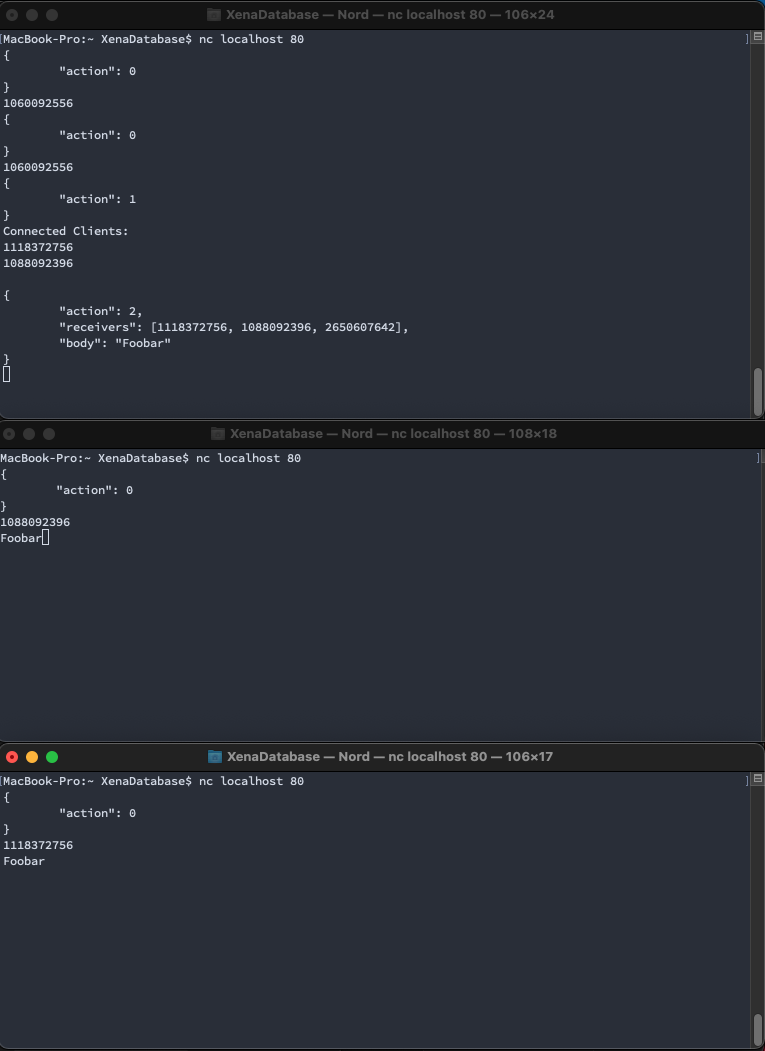 XenaDatabase — Nord — nc localhost 80 — 106×24
[MacBook-Pro:~ XenaDatabase$ nc localhost 80 ]
{
"action": 0
}
1060092556
{
"action": 0
}
1060092556
{
"action": 1
}
Connected Clients:
1118372756
1088092396
{
"action": 2,
"receivers": [1118372756, 1088092396, 2650607642],
"body": "Foobar"
}
XenaDatabase — Nord — nc localhost 80 — 108×18
MacBook-Pro:~ XenaDatabase$ nc localhost 80 ]
{
"action": 0
}
1088092396
Foobar
XenaDatabase — Nord — nc localhost 80 — 106×17
[MacBook-Pro:~ XenaDatabase$ nc localhost 80 ]
{
"action": 0
}
1118372756
Foobar